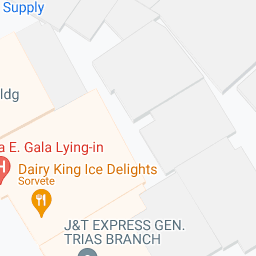 Supply
ldg
a E. Gala Lying-in
Dairy King Ice Delights
Sorvete
J&T EXPRESS GEN.
TRIAS BRANCH